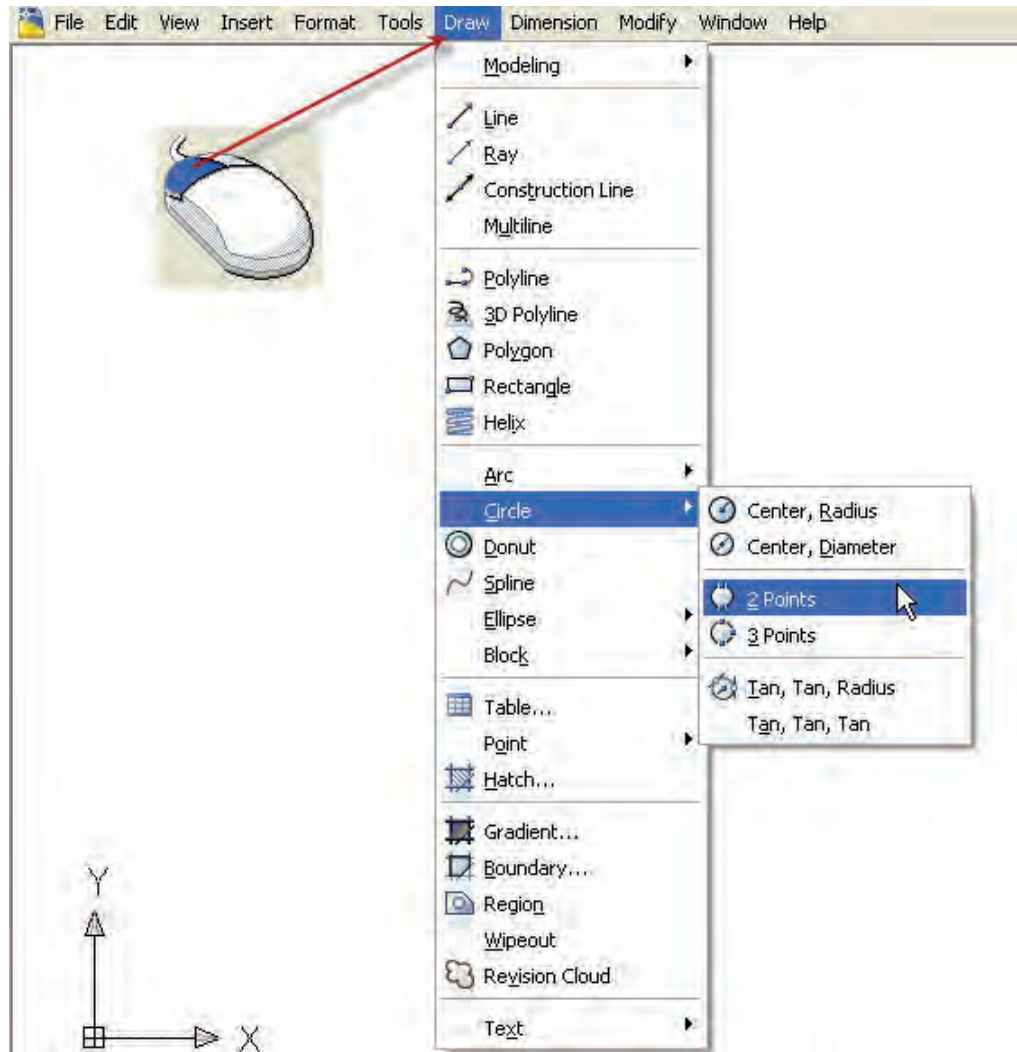 File Edit View Insert Format Tools Draw Dimension Modify Window Help
Modeling
Line
Ray
Construction Line
Multiline
Polyline
3D Polyline
Polygon
Rectangle
Helix
Arc
Circle
Donut
Spline
Ellipse
Block
Table...
Point
Hatch...
Gradient...
Boundary...
Region
Wipeout
Revision Cloud
Text
Center, Radius
Center, Diameter
2 Points
3 Points
Tan, Tan, Radius
Tan, Tan, Tan
Y
X